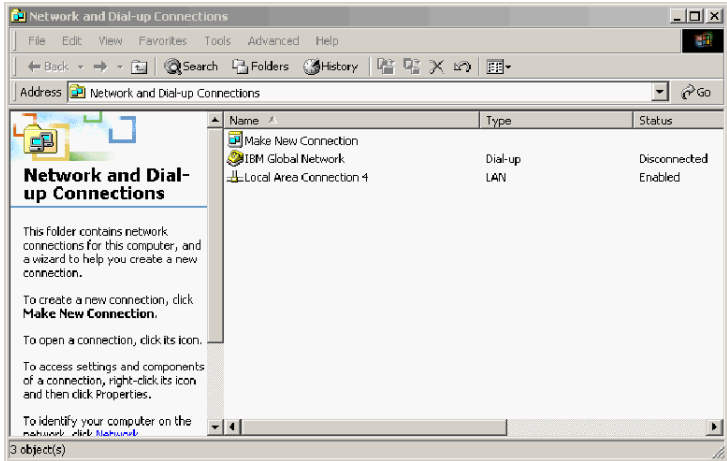 Network and Dial-up Connections
File Edit View Favorites Tools Advanced Help
Back Search Folders History
Address Network and Dial-up Connections Go
Name Type Status
Make New Connection
IBM Global Network Dial-up Disconnected
Local Area Connection 4 LAN Enabled
Network and Dial-
up Connections
This folder contains network
connections for this computer, and
a wizard to help you create a new
connection.
To create a new connection, click
Make New Connection.
To open a connection, click its icon.
To access settings and components
of a connection, right-click its icon
and then click Properties.
To identify your computer on the
network, click Network
3 object(s)